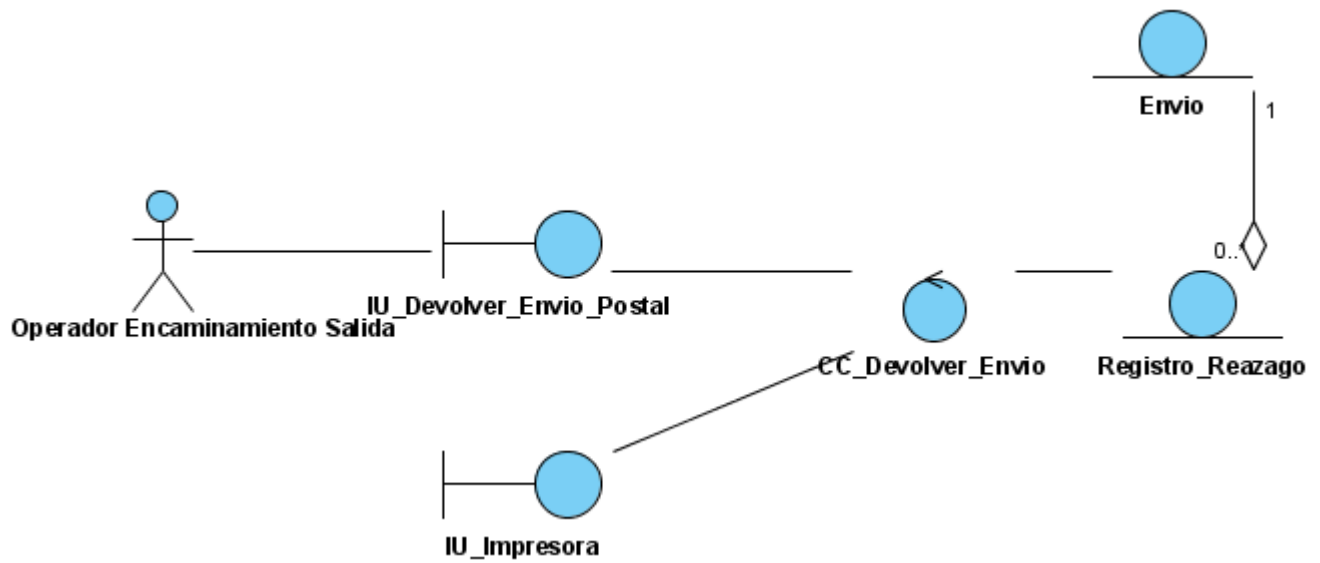 Envio
1
0..*
IU_Devolver_Envio_Postal
Operador Encaminamiento Salida
CC_Devolver_Envio
Registro_Reazago
IU_Impresora